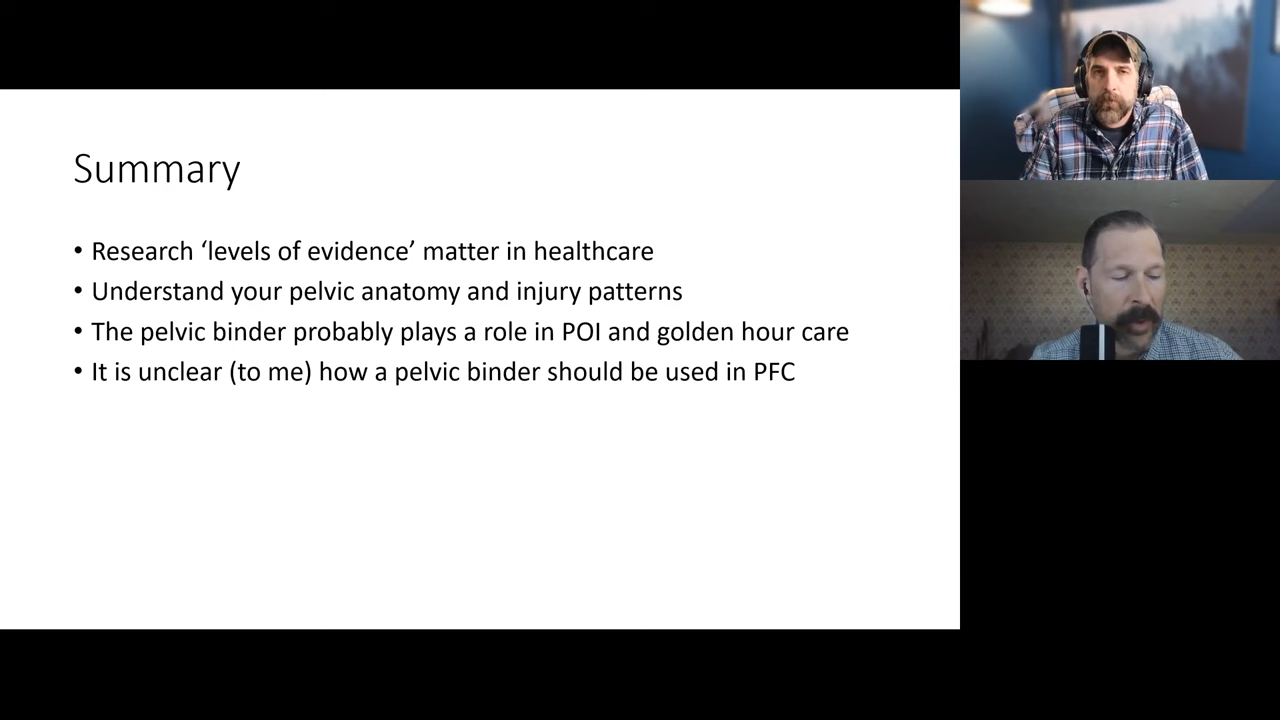 Summary
• Research ‘levels of evidence’ matter in healthcare
• Understand your pelvic anatomy and injury patterns
• The pelvic binder probably plays a role in POI and golden hour care
• It is unclear (to me) how a pelvic binder should be used in PFC